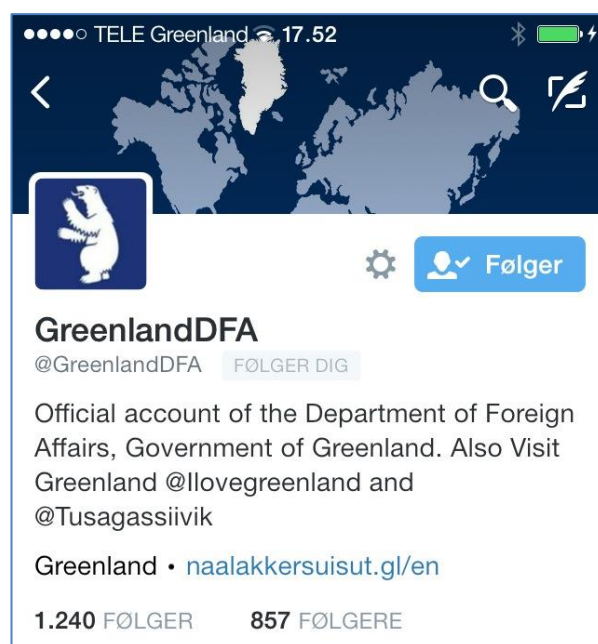 TELE Greenland 17.52
Følger
GreenlandDFA
@GreenlandDFA FØLGER DIG
Official account of the Department of Foreign
Affairs, Government of Greenland. Also Visit
Greenland @Ilovegreenland and
@Tusagassiivik
Greenland • naalakkersuisut.gl/en
1.240 FØLGER 857 FØLGERE